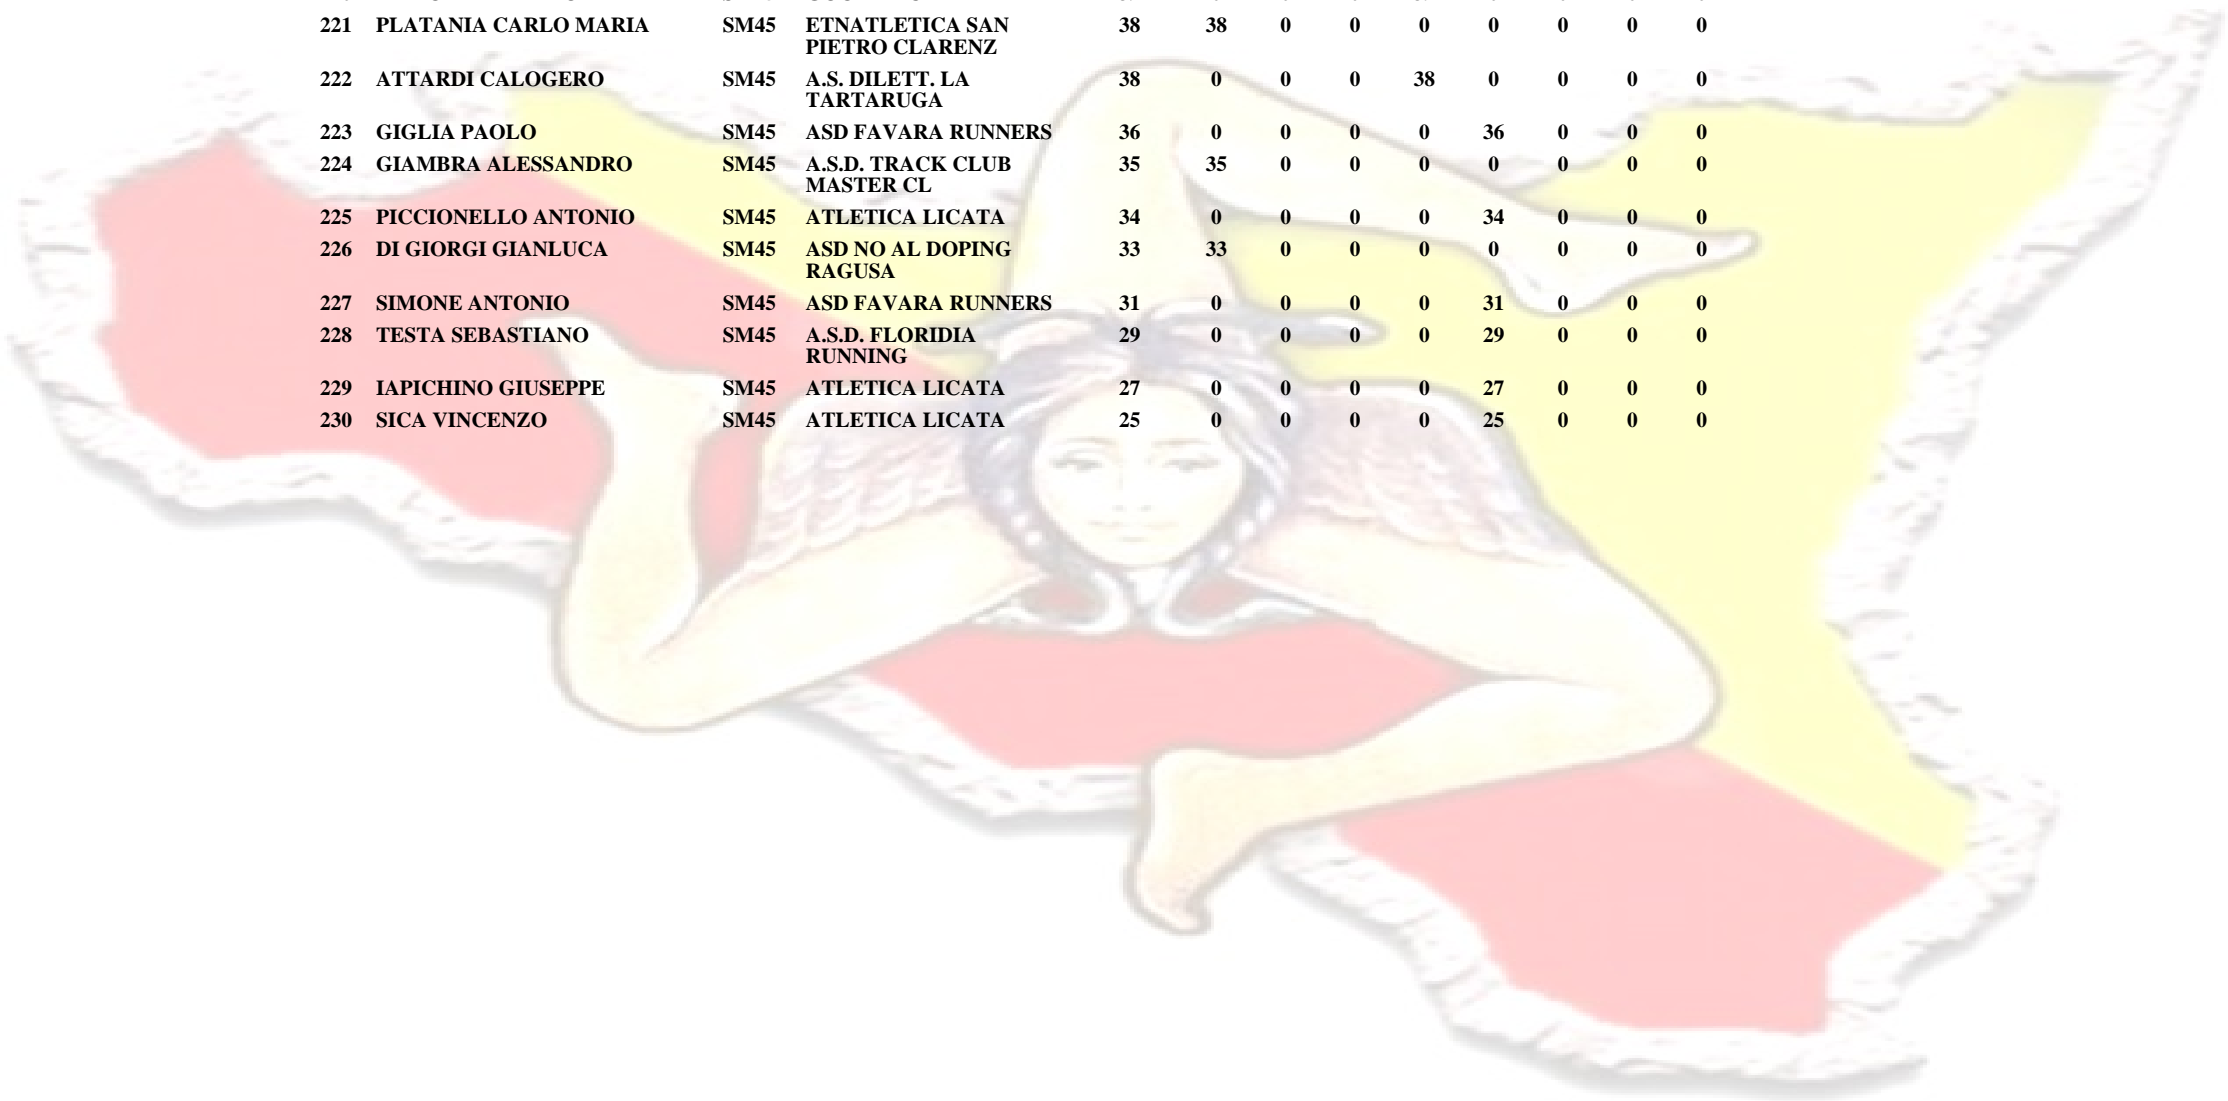 221 PLATANIA CARLO MARIA SM45 ETNATLETICA SAN 38 38 0 0 0 0 0 0 0
PIETRO CLARENZ
222 ATTARDI CALOGERO SM45 A.S. DILETT. LA 38 0 0 0 38 0 0 0 0
TARTARUGA
223 GIGLIA PAOLO SM45 ASD FAVARA RUNNERS 36 0 0 0 0 36 0 0 0
224 GIAMBRA ALESSANDRO SM45 A.S.D. TRACK CLUB 35 35 0 0 0 0 0 0 0
MASTER CL
225 PICCIONELLO ANTONIO SM45 ATLETICA LICATA 34 0 0 0 0 34 0 0 0
226 DI GIORGI GIANLUCA SM45 ASD NO AL DOPING 33 33 0 0 0 0 0 0 0
RAGUSA
227 SIMONE ANTONIO SM45 ASD FAVARA RUNNERS 31 0 0 0 0 31 0 0 0
228 TESTA SEBASTIANO SM45 A.S.D. FLORIDIA 29 0 0 0 0 29 0 0 0
RUNNING
229 IAPICHINO GIUSEPPE SM45 ATLETICA LICATA 27 0 0 0 0 27 0 0 0
230 SICA VINCENZO SM45 ATLETICA LICATA 25 0 0 0 0 25 0 0 0